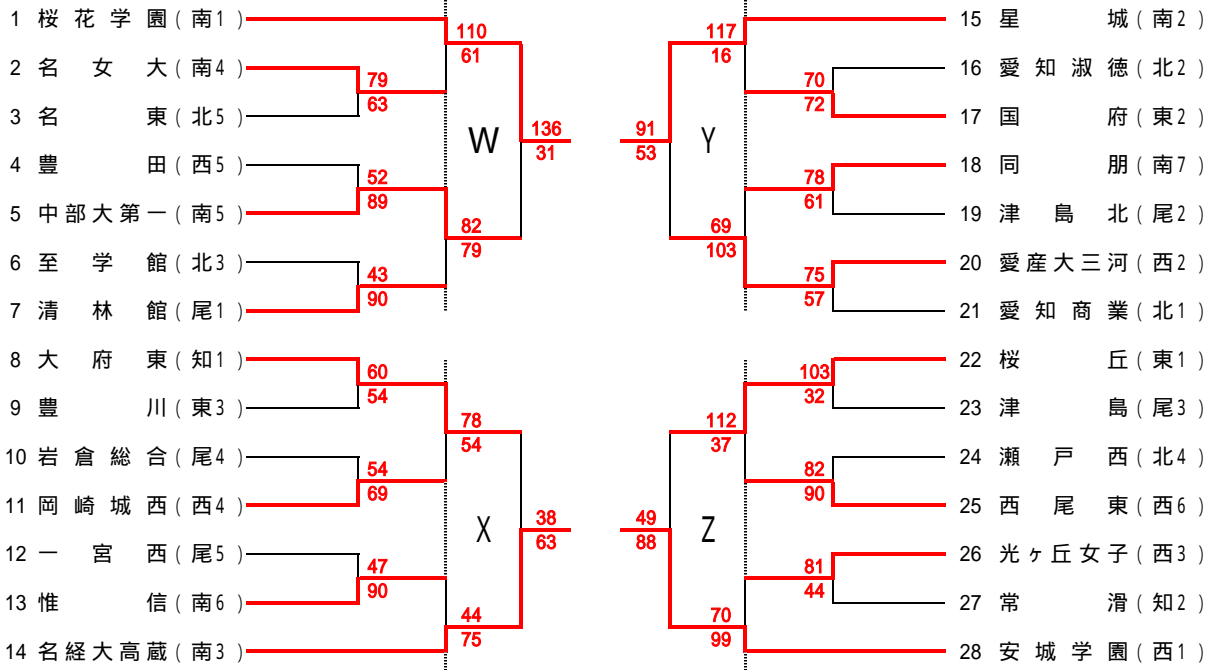 1 桜花学園(南1)
2 名女大(南4)
3 名東(北5)
4 豊田(西5)
5 中部大第一(南5)
6 至学館(北3)
7 清林館(尾1)
110
61
79
63
52
89
82
79
43
90
W
136
31
8 大府東(知1)
9 豊川(東3)
10 岩倉総合(尾4)
11 岡崎城西(西4)
12 一宮西(尾5)
13 惟信(南6)
14 名経大高蔵(南3)
60
54
78
54
54
69
47
90
44
75
X
38
63
15 星城(南2)
16 愛知淑徳(北2)
17 国府(東2)
18 同朋(南7)
19 津島北(尾2)
20 愛産大三河(西2)
21 愛知商業(北1)
117
16
70
72
78
61
69
103
75
57
Y
91
53
22 桜丘(東1)
23 津島(尾3)
24 瀬戸西(北4)
25 西尾東(西6)
26 光ヶ丘女子(西3)
27 常滑(知2)
28 安城学園(西1)
103
32
112
37
82
90
81
44
70
99
Z
49
88